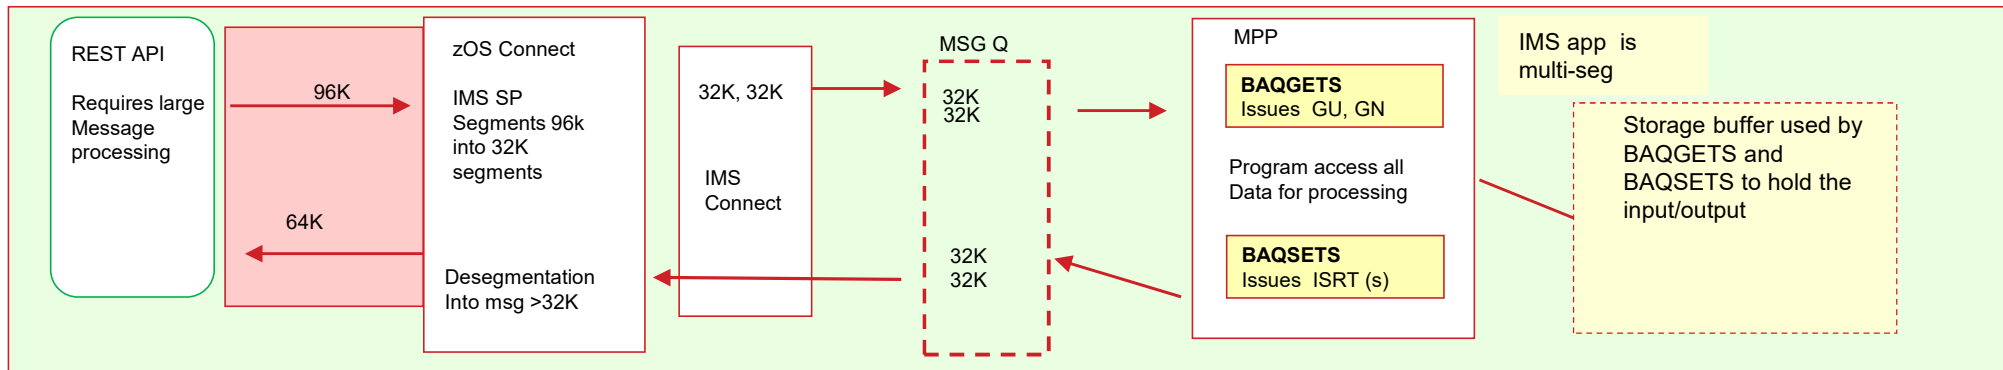 REST API
Requires large
Message
processing
96K
64K
zOS Connect
IMS SP
Segments 96k
into 32K
segments
Desegmentation
Into msg >32K
32K, 32K
IMS
Connect
MSG Q
32K
32K
32K
32K
MPP
BAQGETS
Issues GU, GN
Program access all
Data for processing
BAQSETS
Issues ISRT (s)
IMS app is
multi-seg
Storage buffer used by
BAQGETS and
BAQSETS to hold the
input/output